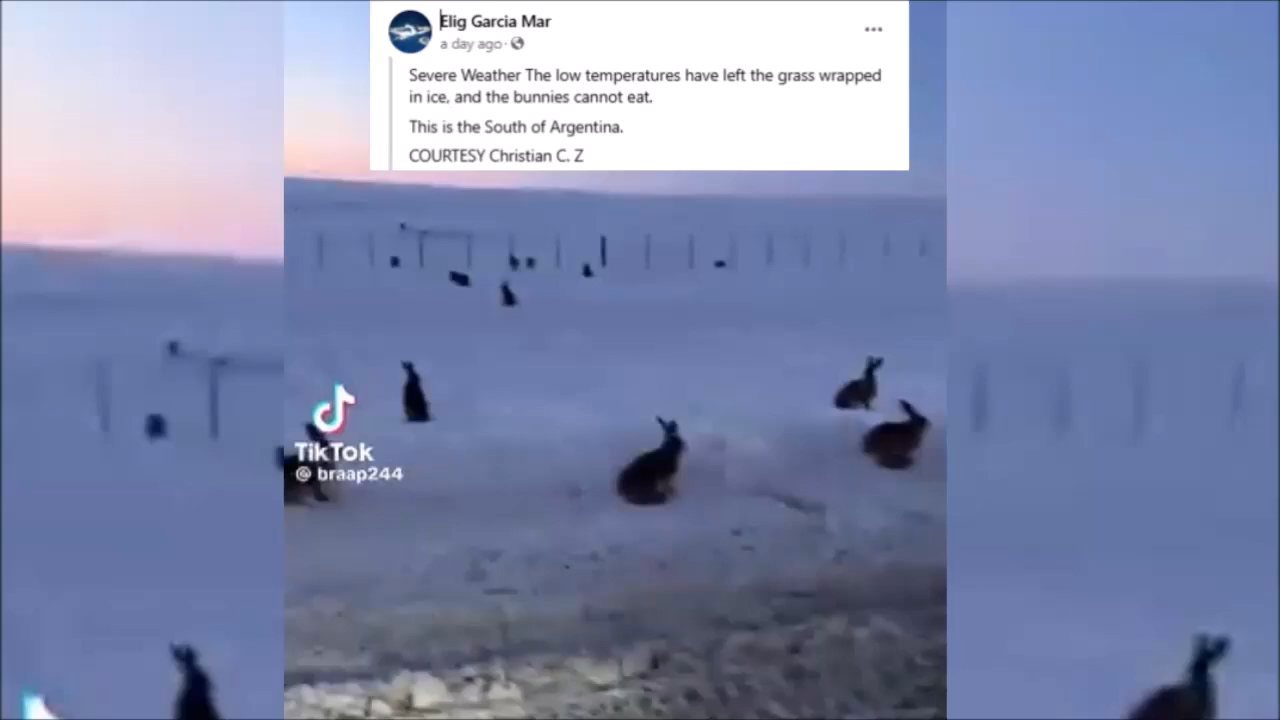 Elig Garcia Mar
a day ago
Severe Weather The low temperatures have left the grass wrapped
in ice, and the bunnies cannot eat.
This is the South of Argentina.
COURTESY Christian C. Z
TikTok
@ braap244